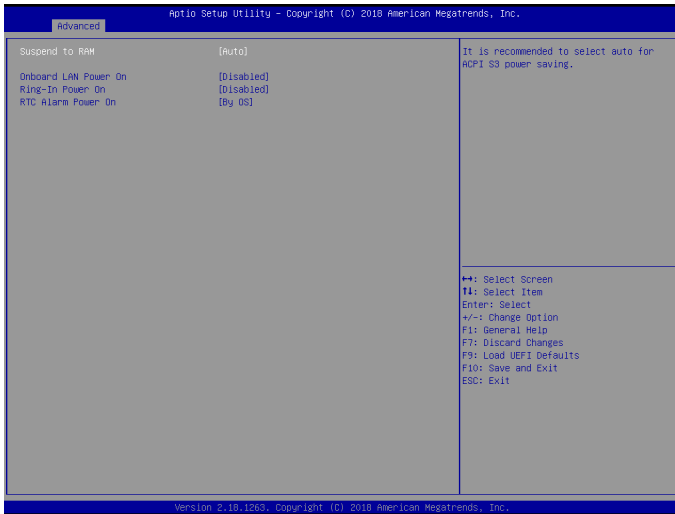 Aptio Setup Utility – Copyright (C) 2018 American Megatrends, Inc.
Advanced
Suspend to RAM [Auto]
Onboard LAN Power On [Disabled]
Ring-In Power On [Disabled]
RTC Alarm Power On [By OS]
It is recommended to select auto for
ACPI S3 power saving.
↔: Select Screen
↑↓: Select Item
Enter: Select
+/-: Change Option
F1: General Help
F7: Discard Changes
F9: Load UEFI Defaults
F10: Save and Exit
ESC: Exit
Version 2.18.1263. Copyright (C) 2018 American Megatrends, Inc.